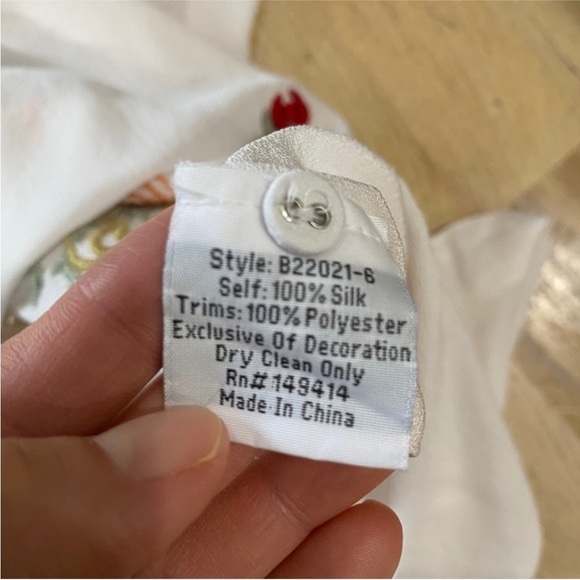 Style: B22021-6
Self: 100% Silk
Trims: 100% Polyester
Exclusive Of Decoration
Dry Clean Only
Rn# 149414
Made In China